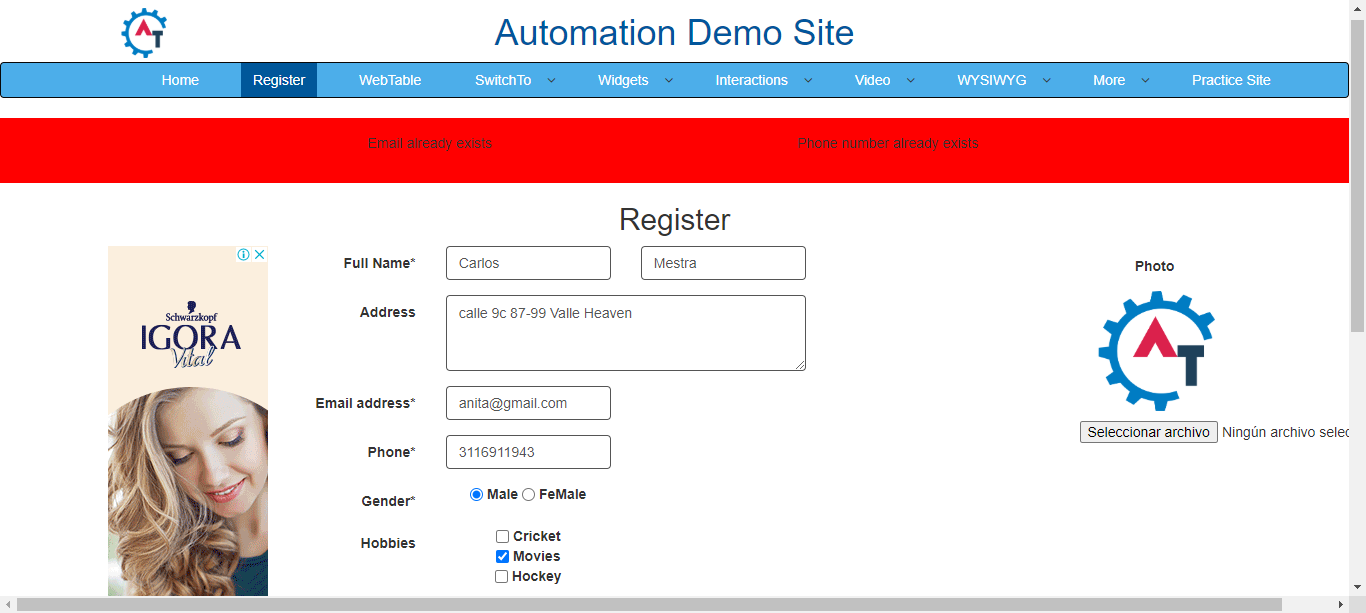 Automation Demo Site
Home Register WebTable SwitchTo Widgets Interactions Video WYSIWYG More Practice Site
Email already exists Phone number already exists
Register
Full Name* Carlos Mestra
Photo
Address calle 9c 87-99 Valle Heaven
Schwarzkopf
IGORA
Vital
AT
Email address* anita@gmail.com
Seleccionar archivo Ningún archivo selec
Phone* 3116911943
Gender* Male FeMale
Hobbies Cricket
Movies
Hockey